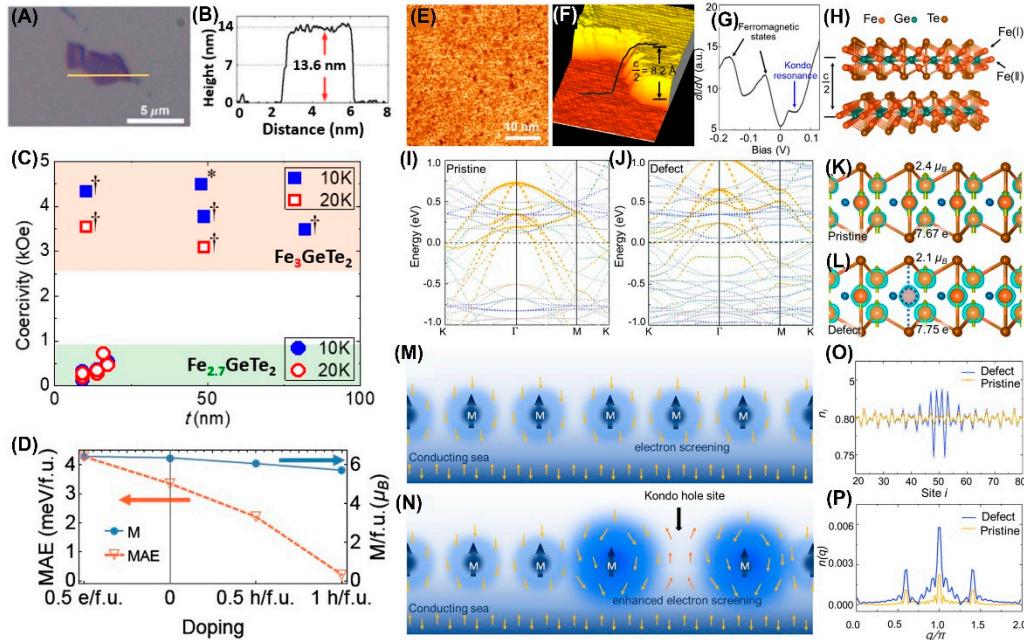 (A)
5 μm
(B)
Height (nm)
14
7
0
13.6 nm
0 2 4 6 8
Distance (nm)
(C)
Coercivity (kOe)
5
4
3
2
1
0
† * † † † †
10K
20K
Fe3GeTe2
Fe2.7GeTe2
10K
20K
0 50 100
t (nm)
(D)
MAE (meV/f.u.)
4
3
2
1
0
M
MAE
M/f.u. (μB)
6
4
2
0
0.5 e/f.u. 0 0.5 h/f.u. 1 h/f.u.
Doping
(E)
10 nm
(F)
c/2 = 8.2 Å
(G)
dI/dV (a.u.)
20
15
10
5
Ferromagnetic states
Kondo resonance
-0.2 -0.1 0 0.1
Bias (V)
(H)
Fe Ge Te
Fe(I)
Fe(II)
c/2
(I)
Pristine
Energy (eV)
1.0
0.5
0.0
-0.5
-1.0
K Γ M K
(J)
Defect
Energy (eV)
1.0
0.5
0.0
-0.5
-1.0
K Γ M K
(K)
2.4 μB
Pristine
7.67 e
(L)
2.1 μB
Defect
7.75 e
(M)
M M M M M
electron screening
Conducting sea
(N)
Kondo hole site
M M M M
enhanced electron screening
Conducting sea
(O)
Defect
Pristine
ni
5
0.80
0.75
20 30 40 50 60 70 80
Site i
(P)
Defect
Pristine
n(q)
0.006
0.003
0.000
0.0 0.5 1.0 1.5 2.0
q/π